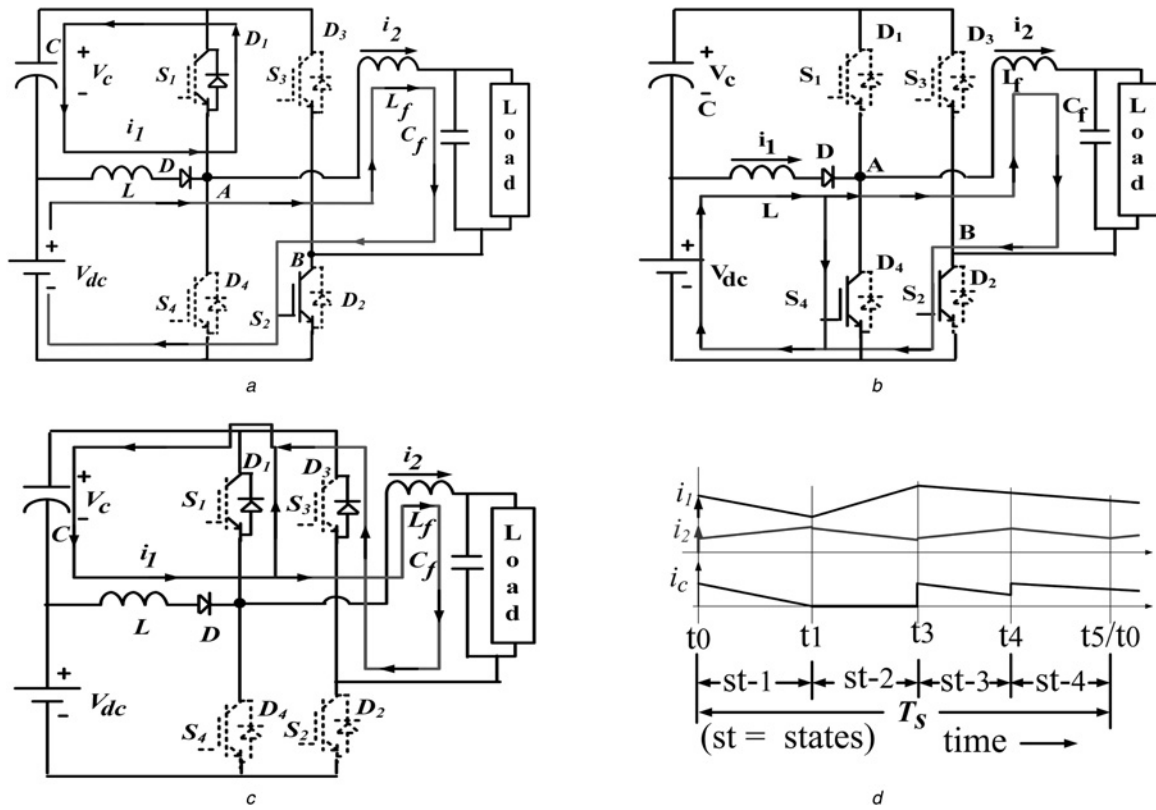 C
+
Vc
-
i1
D1
S1
D3
S3
i2
Lf
Cf
Load
D
L
A
+
Vdc
-
B
D4
S4
S2
D2
a
+
Vc
-
C
D1
S1
D3
S3
i2
Lf
Cf
Load
i1
D
A
L
B
+
Vdc
-
D4
S4
S2
D2
b
+
Vc
-
C
D1
S1
D3
S3
i2
Lf
Cf
Load
i1
L
D
+
Vdc
-
D4
S4
D2
S2
c
i1
i2
ic
t0 t1 t3 t4 t5/t0
st-1 st-2 st-3 st-4
Ts
(st = states) time
d